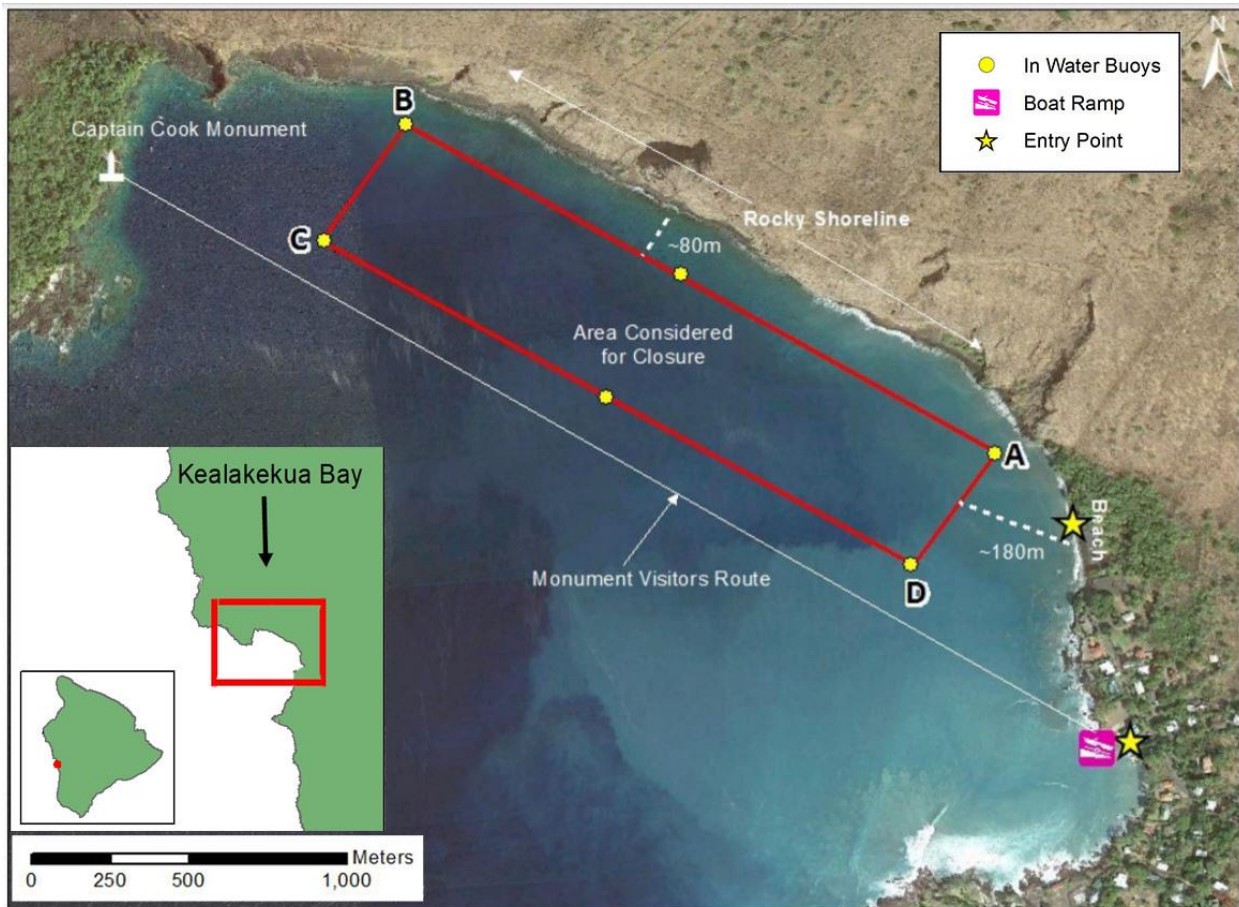 N
In Water Buoys
Boat Ramp
Entry Point
B
Captain Cook Monument
C
Rocky Shoreline
~80m
Area Considered
for Closure
A
Beach
~180m
D
Monument Visitors Route
Kealakekua Bay
Meters
0 250 500 1,000